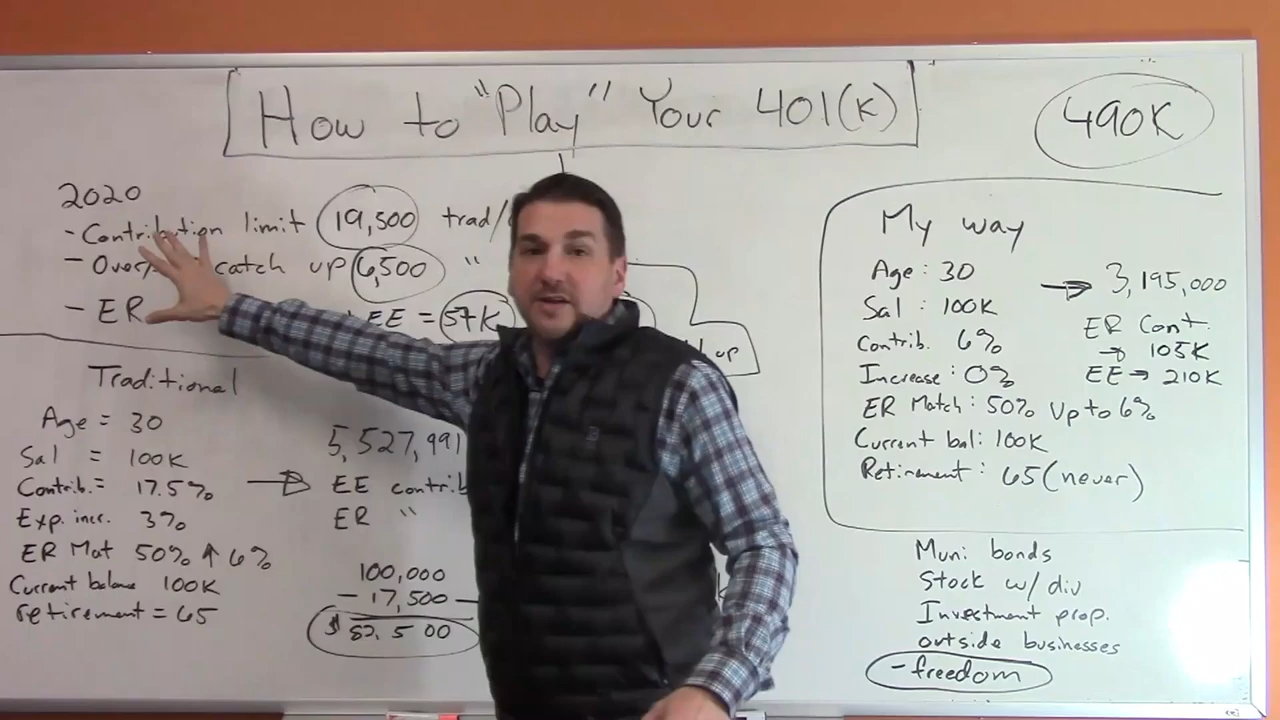 How to "Play" Your 401(k)
490K
2020
- Contribution limit 19,500 trad/
- Over catch up 6,500 "
- ER + EE = 57K
up
Traditional
Age = 30
Sal = 100K
Contrib. = 17.5%
Exp. incr. 3%
ER Mat 50% ↑ 6%
Current balance 100K
retirement = 65
→ 5,527,991
EE contrib
ER "
100,000
- 17,500
$ 82,500
My way
Age: 30
Sal: 100K
Contrib. 6%
Increase: 0%
ER Match: 50% up to 6%
Current bal: 100K
Retirement: 65 (never)
→ 3,195,000
ER Cont.
→ 105K
EE → 210K
Muni bonds
Stock w/ div
Investment prop.
outside businesses
- freedom